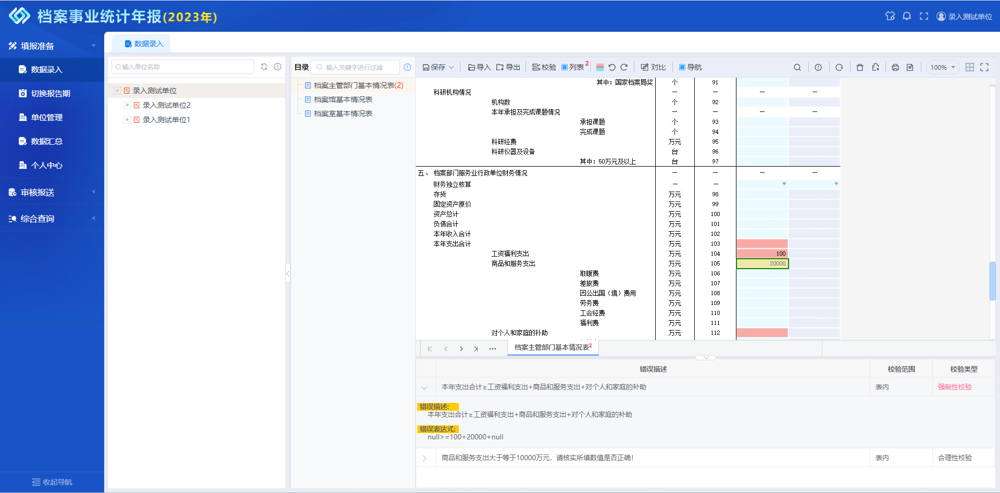 档案事业统计年报(2023年)
录入测试单位
填报准备
数据录入
切换报告期
单位管理
数据汇总
个人中心
审核报送
综合查询
收起导航
数据录入
输入单位名称
录入测试单位
录入测试单位2
录入测试单位1
目录
输入关键字进行过滤
档案主管部门基本情况表(2)
档案馆基本情况表
档案室基本情况表
保存 导入 导出 校验 列表 2 对比 导航 100%
其中：国家档案局奖 个 91
科研机构情况 — — — —
机构数 个 92
本年承担及完成课题情况 — — — —
承担课题 个 93
完成课题 个 94
科研经费 万元 95
科研仪器及设备 台 96
其中：50万元及以上 台 97
五、 档案部门服务业行政单位财务情况 — — — —
财务独立核算 — —
存货 万元 98
固定资产原价 万元 99
资产总计 万元 100
负债合计 万元 101
本年收入合计 万元 102
本年支出合计 万元 103
工资福利支出 万元 104 100
商品和服务支出 万元 105 20000
取暖费 万元 106
差旅费 万元 107
因公出国（境）费用 万元 108
劳务费 万元 109
工会经费 万元 110
福利费 万元 111
对个人和家庭的补助 万元 112
档案主管部门基本情况表2
错误描述 校验范围 校验类型
本年支出合计≥工资福利支出+商品和服务支出+对个人和家庭的补助 表内 强制性校验
错误描述:
本年支出合计≥工资福利支出+商品和服务支出+对个人和家庭的补助
错误表达式:
null>=100+20000+null
商品和服务支出大于等于10000万元，请核实所填数值是否正确！ 表内 合理性校验